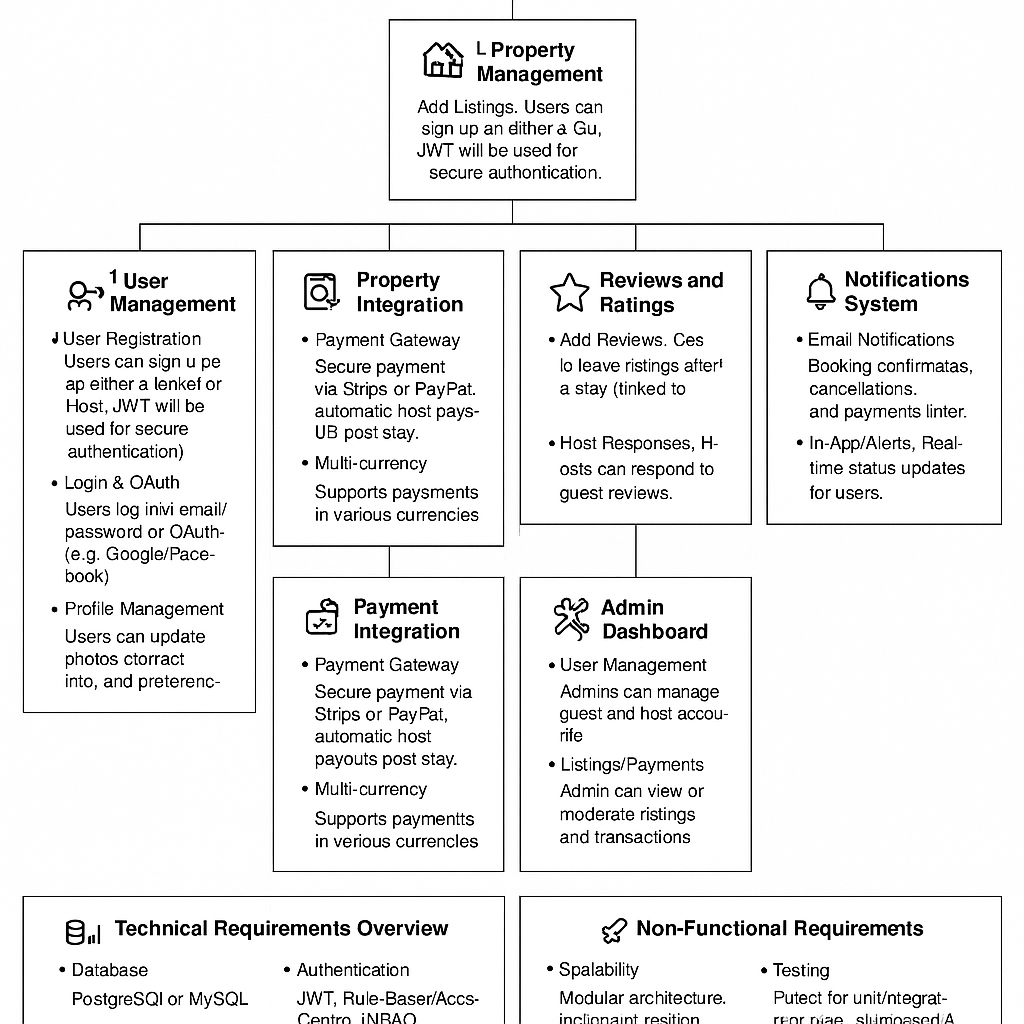 L Property
Management
Add Listings. Users can
sign up an dither a Gu,
JWT will be used for
secure authontication.
1 User
Management
User Registration
Users can sign u pe
ap either a lenkef or
Host, JWT will be
used for secure
authentication)
• Login & OAuth
Users log inivi email/
password or OAuth-
(e.g. Google/Pace-
book)
• Profile Management
Users can update
photos ctorract
into, and preterenc-
Property
Integration
• Payment Gateway
Secure payment
via Strips or PayPat.
automatic host pays-
UB post stay.
• Multi-currency
Supports paysments
in various currencies
Reviews and
Ratings
• Add Reviews. Ces
lo leave ristings after
a stay (tinked to
• Host Responses, H-
osts can respond to
guest reviews.
Notifications
System
• Email Notifications
Booking confirmatas,
cancellations.
and payments linter.
• In-App/Alerts, Real-
time status updates
for users.
Payment
Integration
• Payment Gateway
Secure payment via
Strips or PayPat,
automatic host
payouts post stay.
• Multi-currency
Supports paymentts
in verious currencles
Admin
Dashboard
• User Management
Admins can manage
guest and host accou-
rife
• Listings/Payments
Admin can view or
moderate ristings
and transactions
Technical Requirements Overview
• Database
PostgreSQl or MySQL
• Authentication
JWT, Rule-Baser/Accs-
Centro, iNBAO
Non-Functional Requirements
• Spalability
Modular architecture.
• Testing
Putect for unit/ntegrat-